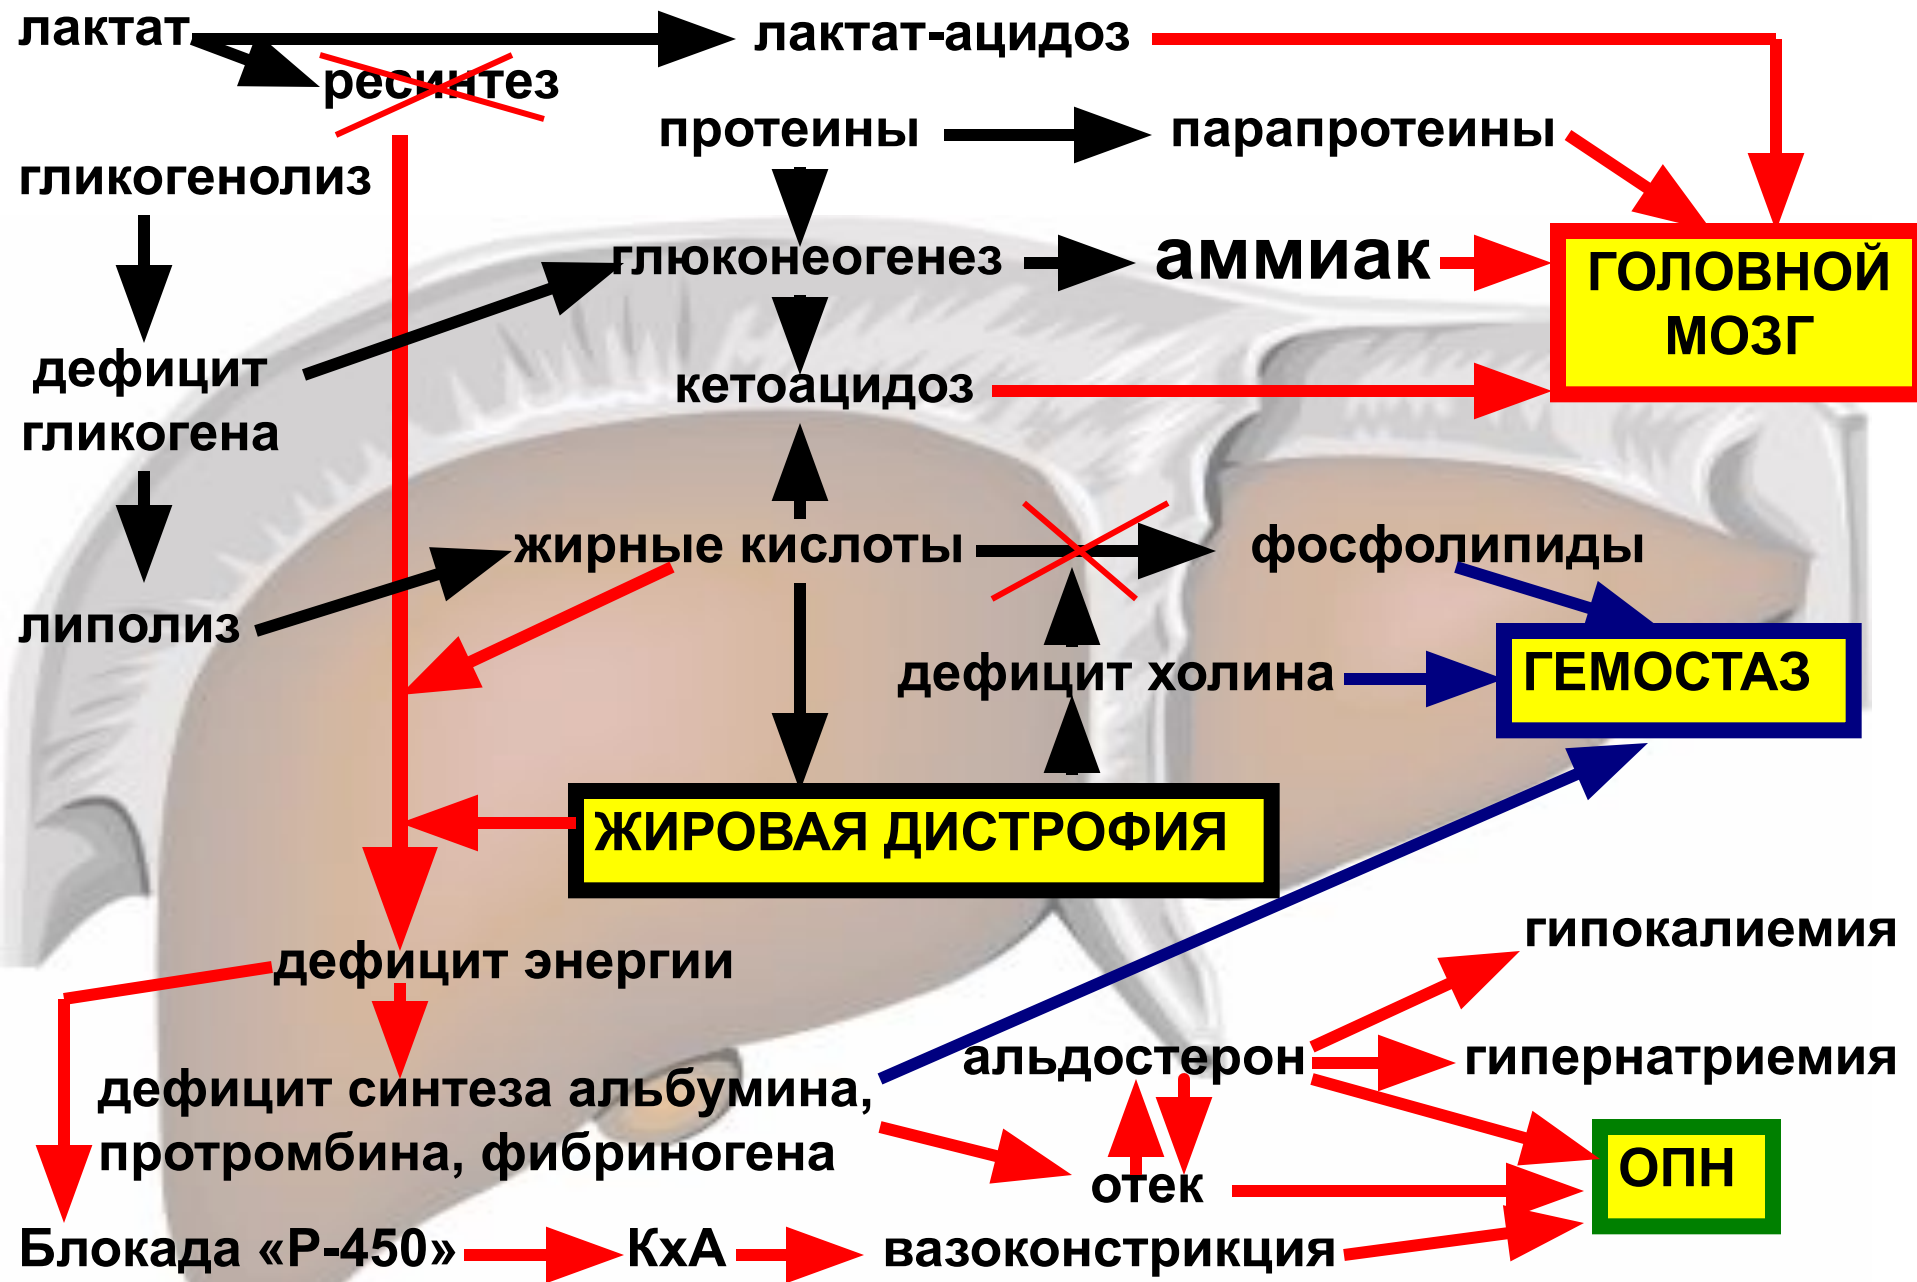 лактат
лактат-ацидоз
ресинтез
протеины
парапротеины
гликогенолиз
глюконеогенез
аммиак
ГОЛОВНОЙ
МОЗГ
дефицит
гликогена
кетоацидоз
жирные кислоты
фосфолипиды
липолиз
дефицит холина
ГЕМОСТАЗ
ЖИРОВАЯ ДИСТРОФИЯ
гипокалиемия
дефицит энергии
альдостерон
гипернатриемия
дефицит синтеза альбумина,
протромбина, фибриногена
отек
ОПН
Блокада «Р-450»
КхА
вазоконстрикция